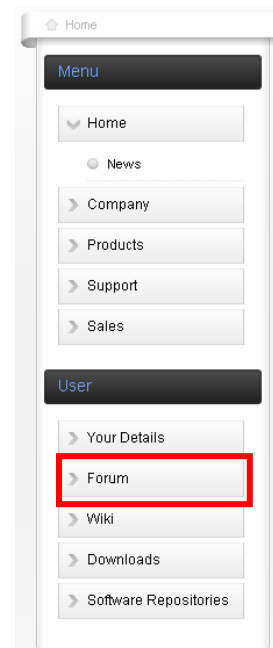 Home
Menu
Home
News
Company
Products
Support
Sales
User
Your Details
Forum
Wiki
Downloads
Software Repositories